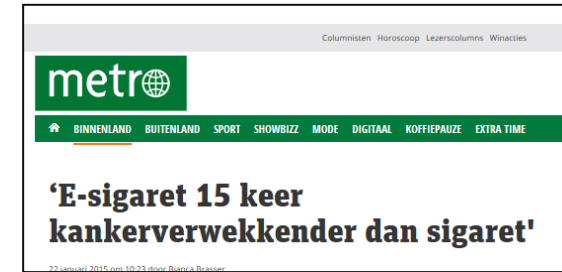 Columnisten Horoscoop Lezerscolumns Winacties
metro
BINNENLAND BUITENLAND SPORT SHOWBIZZ MODE DIGITAAL KOFFIEPAUZE EXTRA TIME
‘E-sigaret 15 keer
kankerverwekkender dan sigaret'
22 januari 2015 om 10:23 door Bianca Brasser